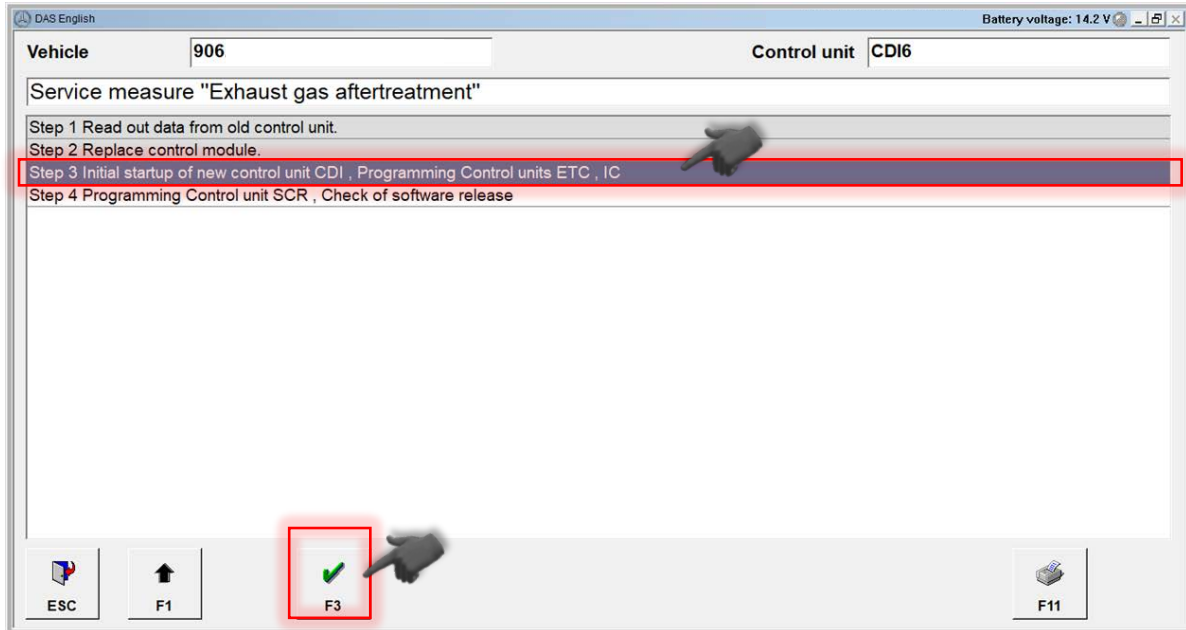 DAS English
Battery voltage: 14.2 V
Vehicle 906 Control unit CDI6
Service measure "Exhaust gas aftertreatment"
Step 1 Read out data from old control unit.
Step 2 Replace control module.
Step 3 Initial startup of new control unit CDI , Programming Control units ETC , IC
Step 4 Programming Control unit SCR , Check of software release
ESC F1 F3 F11